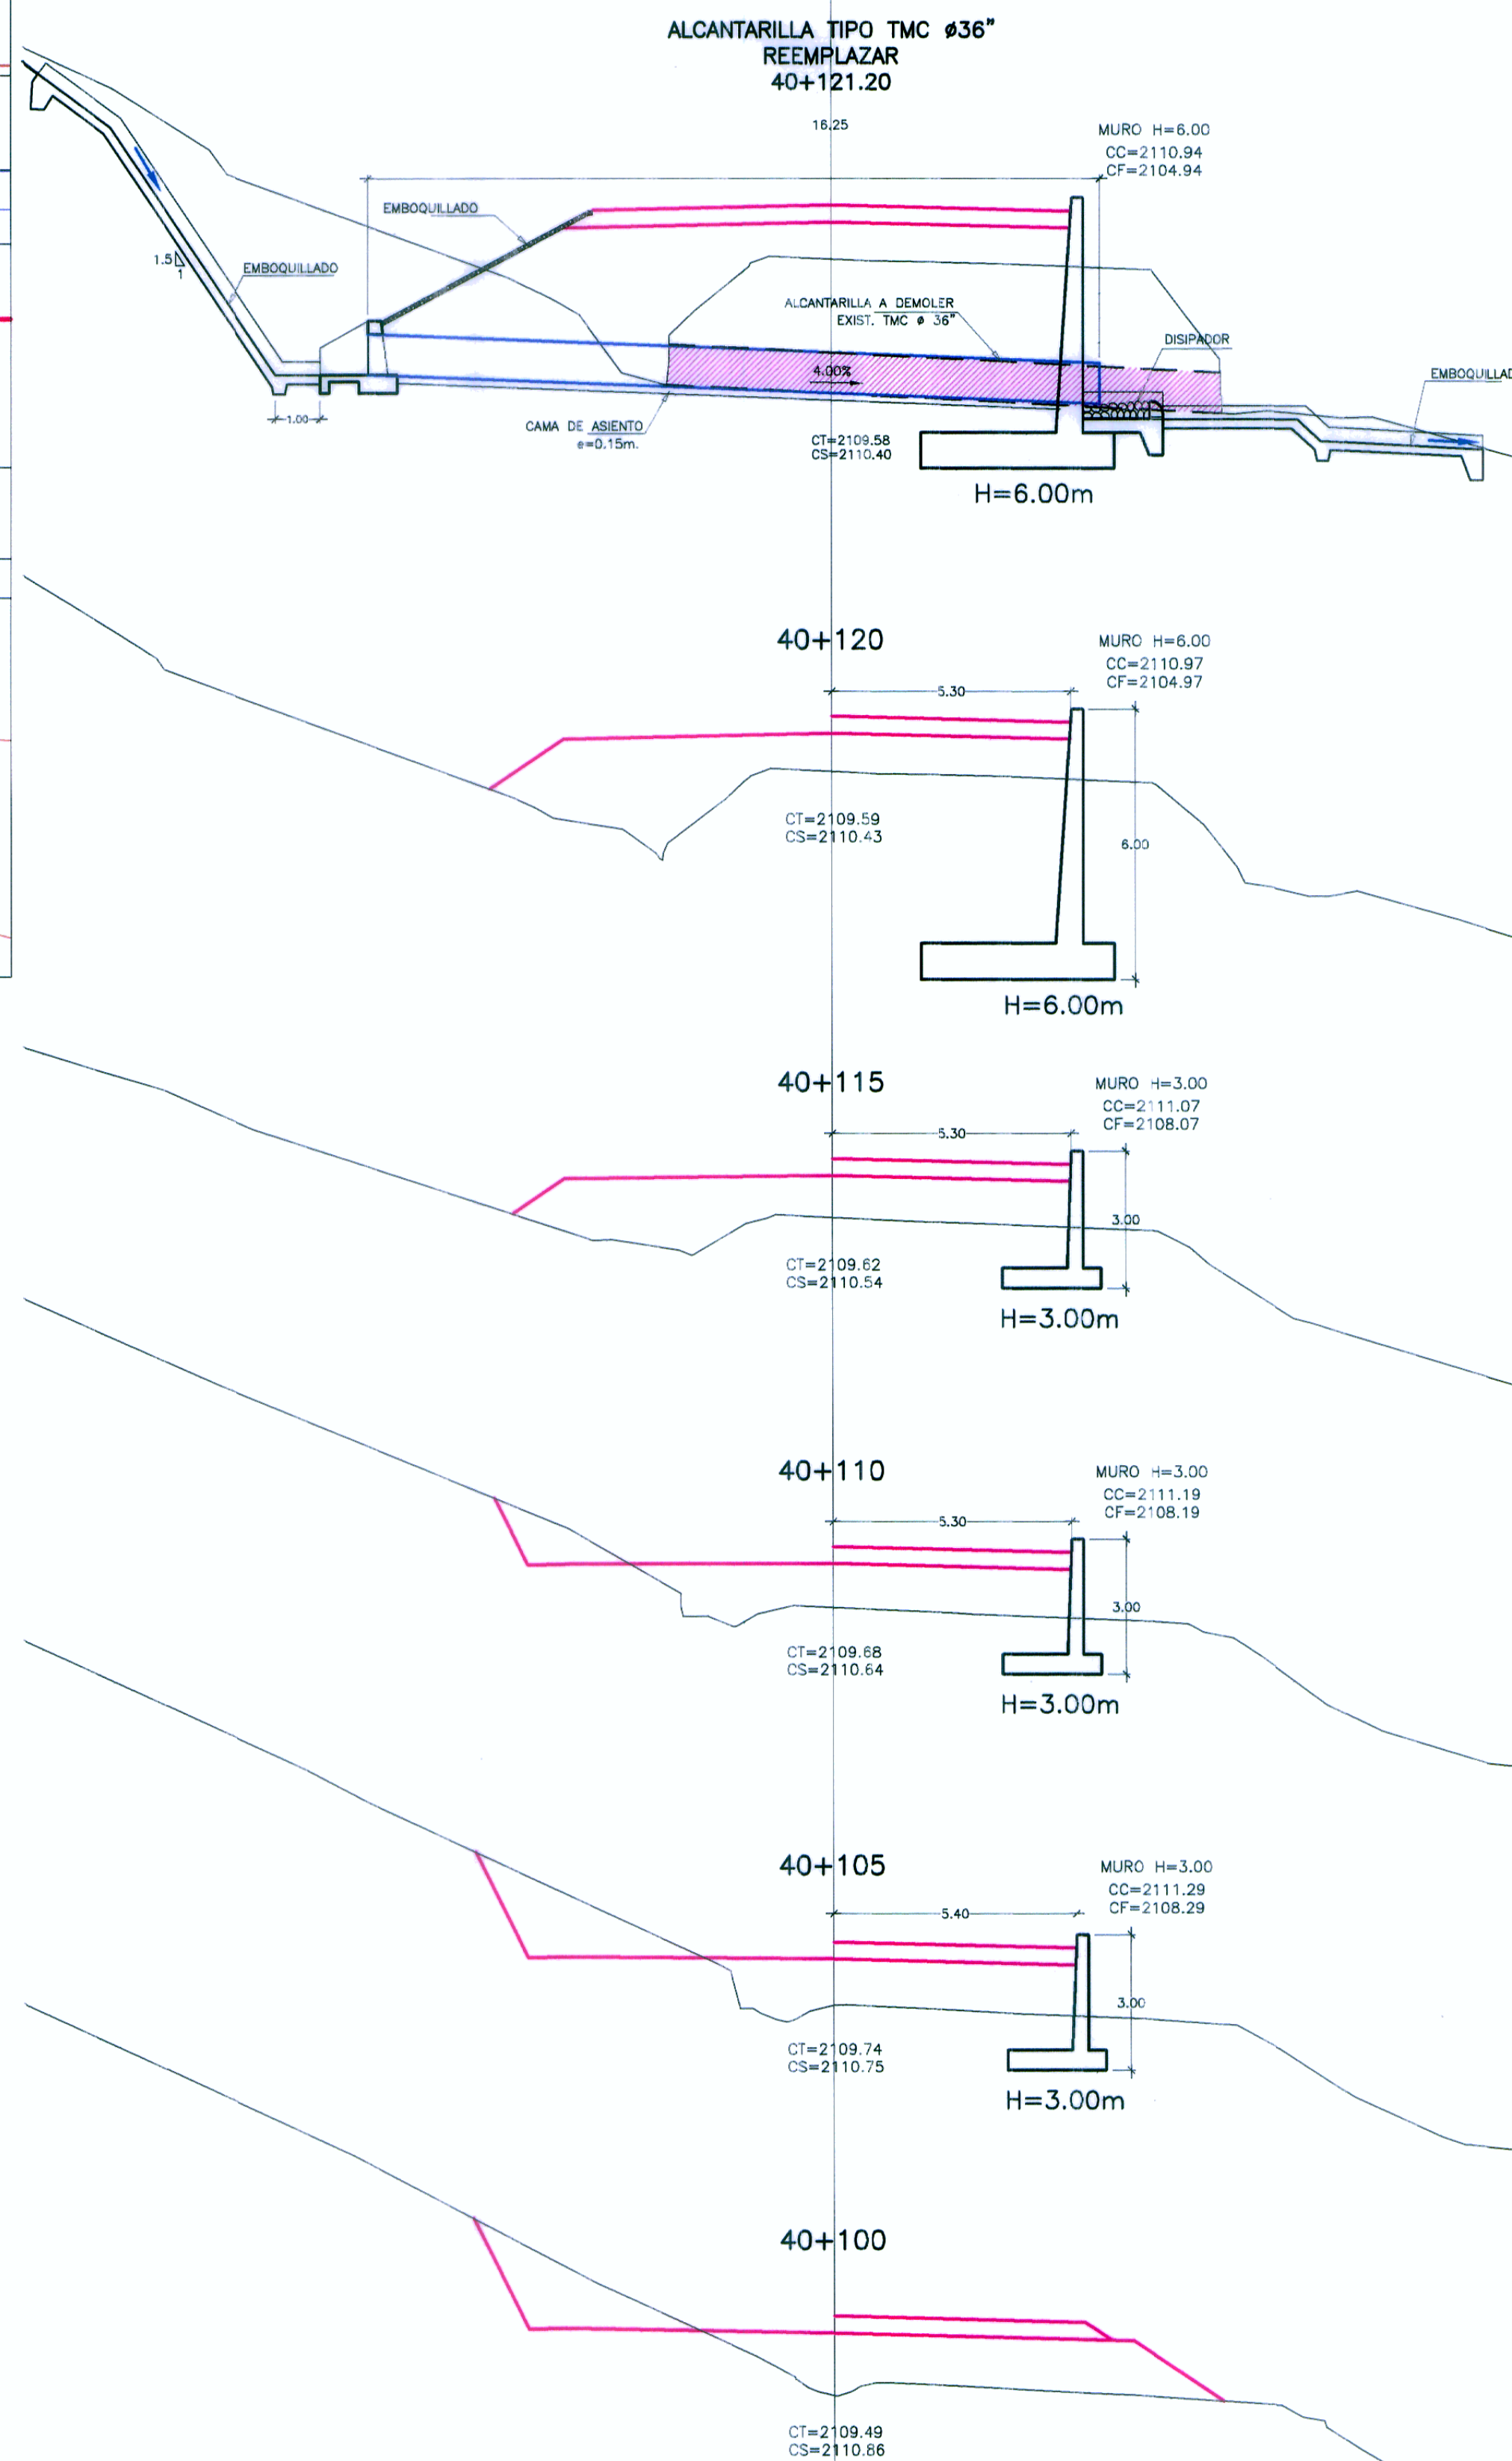 ALCANTARILLA TIPO TMC ø36"
REEMPLAZAR
40+121.20
16.25
MURO H=6.00
CC=2110.94
CF=2104.94
EMBOQUILLADO
1.5
1
EMBOQUILLADO
ALCANTARILLA A DEMOLER
EXIST. TMC ø 36"
DISIPADOR
4.00%
EMBOQUILLAD
1.00
CAMA DE ASIENTO
e=0.15m.
CT=2109.58
CS=2110.40
H=6.00m
40+120
MURO H=6.00
CC=2110.97
CF=2104.97
5.30
CT=2109.59
CS=2110.43
6.00
H=6.00m
40+115
MURO H=3.00
CC=2111.07
CF=2108.07
5.30
3.00
CT=2109.62
CS=2110.54
H=3.00m
40+110
MURO H=3.00
CC=2111.19
CF=2108.19
5.30
3.00
CT=2109.68
CS=2110.64
H=3.00m
40+105
MURO H=3.00
CC=2111.29
CF=2108.29
5.40
3.00
CT=2109.74
CS=2110.75
H=3.00m
40+100
CT=2109.49
CS=2110.86